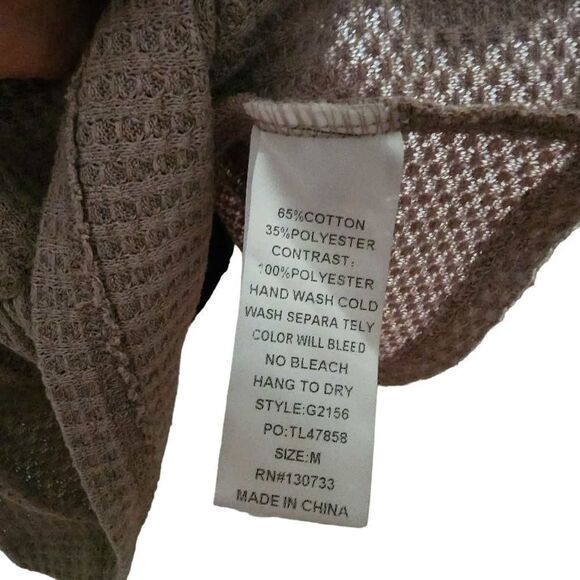 65%COTTON
35%POLYESTER
CONTRAST:
100%POLYESTER
HAND WASH COLD
WASH SEPARA TELY
COLOR WILL BLEED
NO BLEACH
HANG TO DRY
STYLE:G2156
PO:TL47858
SIZE:M
RN#130733
MADE IN CHINA